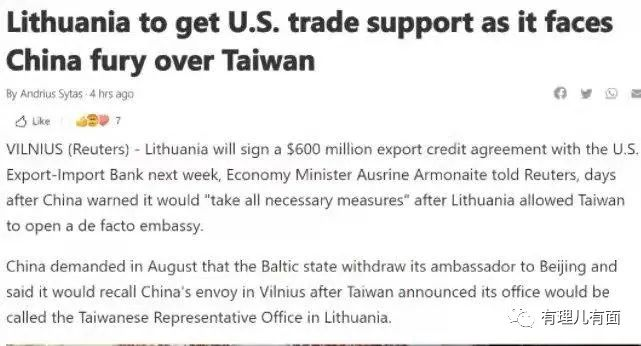 Lithuania to get U.S. trade support as it faces
China fury over Taiwan
By Andrius Sytas · 4 hrs ago
Like 7
VILNIUS (Reuters) - Lithuania will sign a $600 million export credit agreement with the U.S.
Export-Import Bank next week, Economy Minister Ausrine Armonaite told Reuters, days
after China warned it would "take all necessary measures" after Lithuania allowed Taiwan
to open a de facto embassy.
China demanded in August that the Baltic state withdraw its ambassador to Beijing and
said it would recall China's envoy in Vilnius after Taiwan announced its office would be
called the Taiwanese Representative Office in Lithuania.
有理儿有面